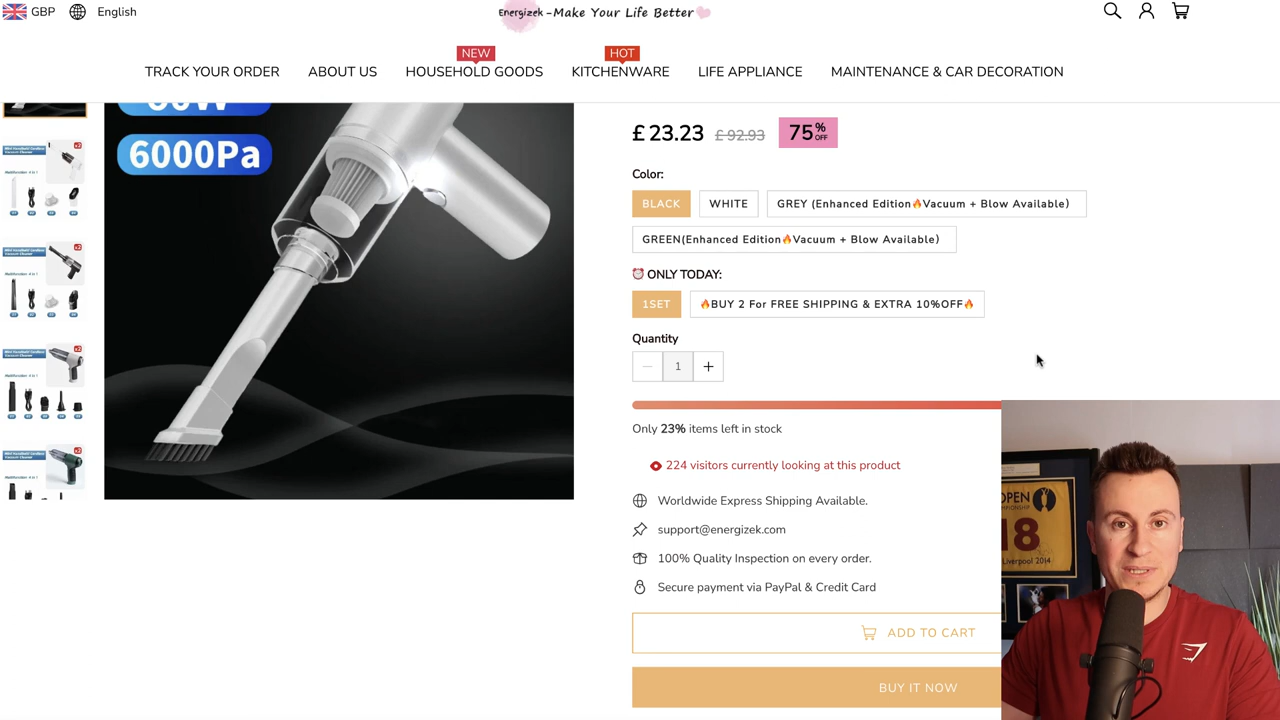 GBP English
Energizek -Make Your Life Better
NEW
HOT
TRACK YOUR ORDER ABOUT US HOUSEHOLD GOODS KITCHENWARE LIFE APPLIANCE MAINTENANCE & CAR DECORATION
6000Pa
£ 23.23 £ 92.93 75% OFF
Color:
BLACK WHITE GREY (Enhanced Edition🔥Vacuum + Blow Available)
GREEN(Enhanced Edition🔥Vacuum + Blow Available)
⏰ ONLY TODAY:
1SET 🔥BUY 2 For FREE SHIPPING & EXTRA 10%OFF🔥
Quantity
1
Only 23% items left in stock
224 visitors currently looking at this product
Worldwide Express Shipping Available.
support@energizek.com
100% Quality Inspection on every order.
Secure payment via PayPal & Credit Card
ADD TO CART
BUY IT NOW
OPEN
18
Liverpool 2014